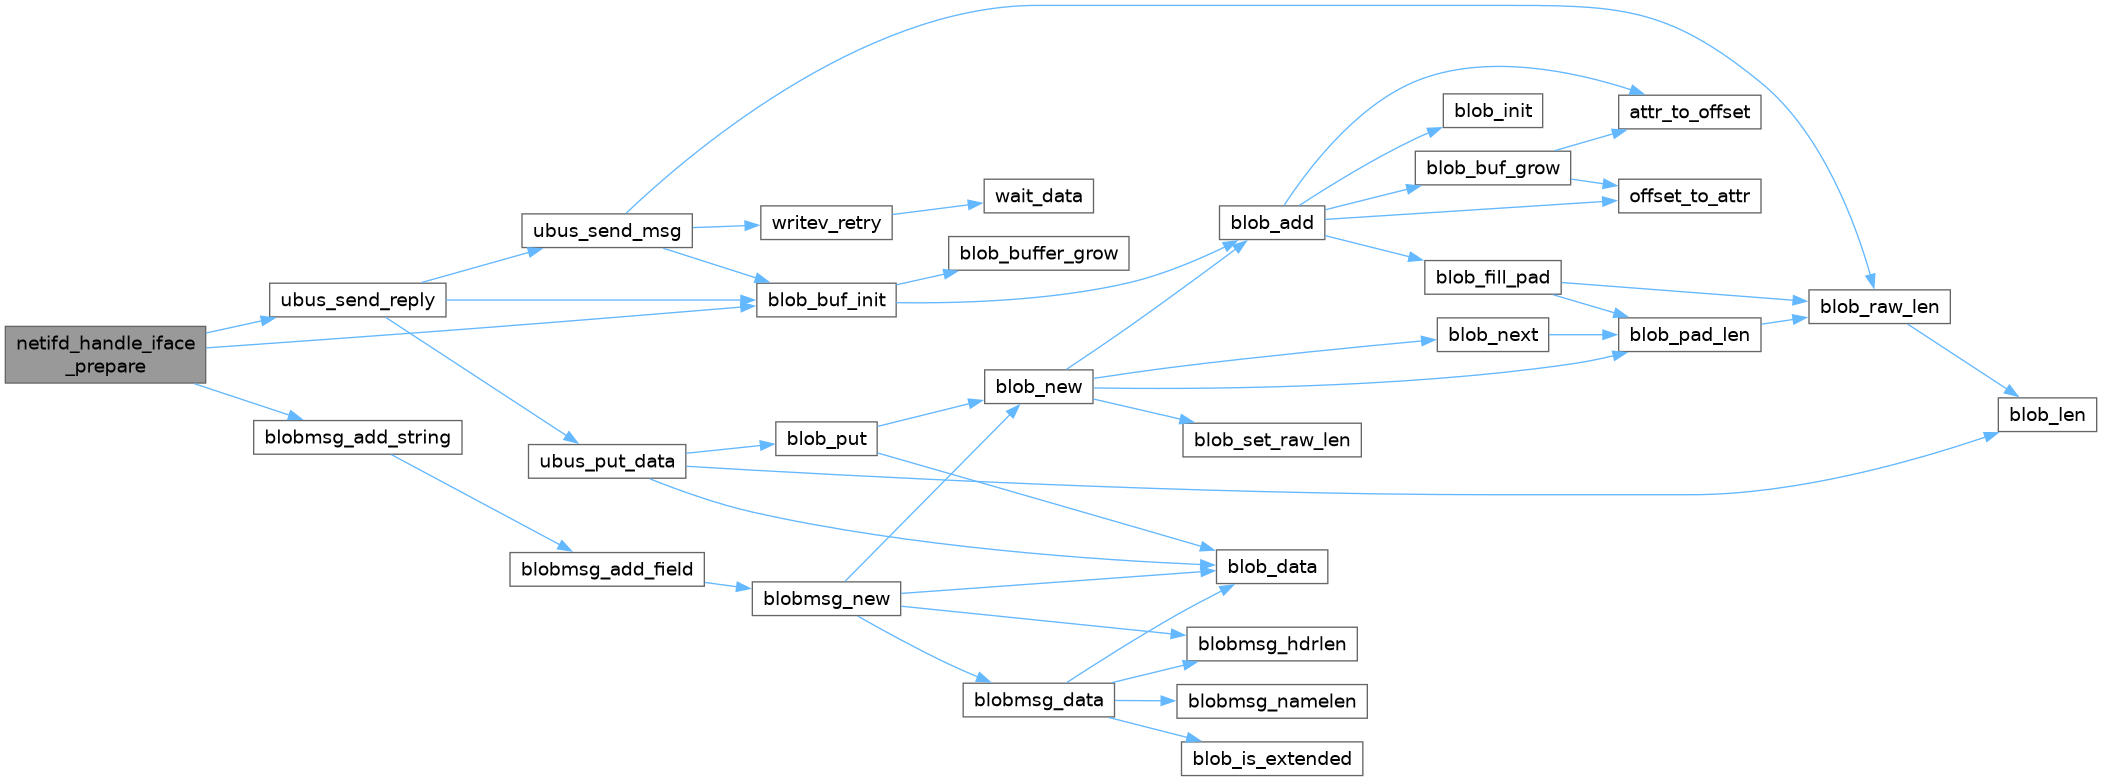 netifd_handle_iface
_prepare
ubus_send_reply
blobmsg_add_string
ubus_send_msg
ubus_put_data
blobmsg_add_field
writev_retry
blob_buf_init
blob_put
blobmsg_new
wait_data
blob_buffer_grow
blob_new
blobmsg_data
blob_add
blob_set_raw_len
blob_data
blobmsg_hdrlen
blobmsg_namelen
blob_is_extended
blob_init
blob_buf_grow
blob_fill_pad
blob_next
attr_to_offset
offset_to_attr
blob_pad_len
blob_raw_len
blob_len